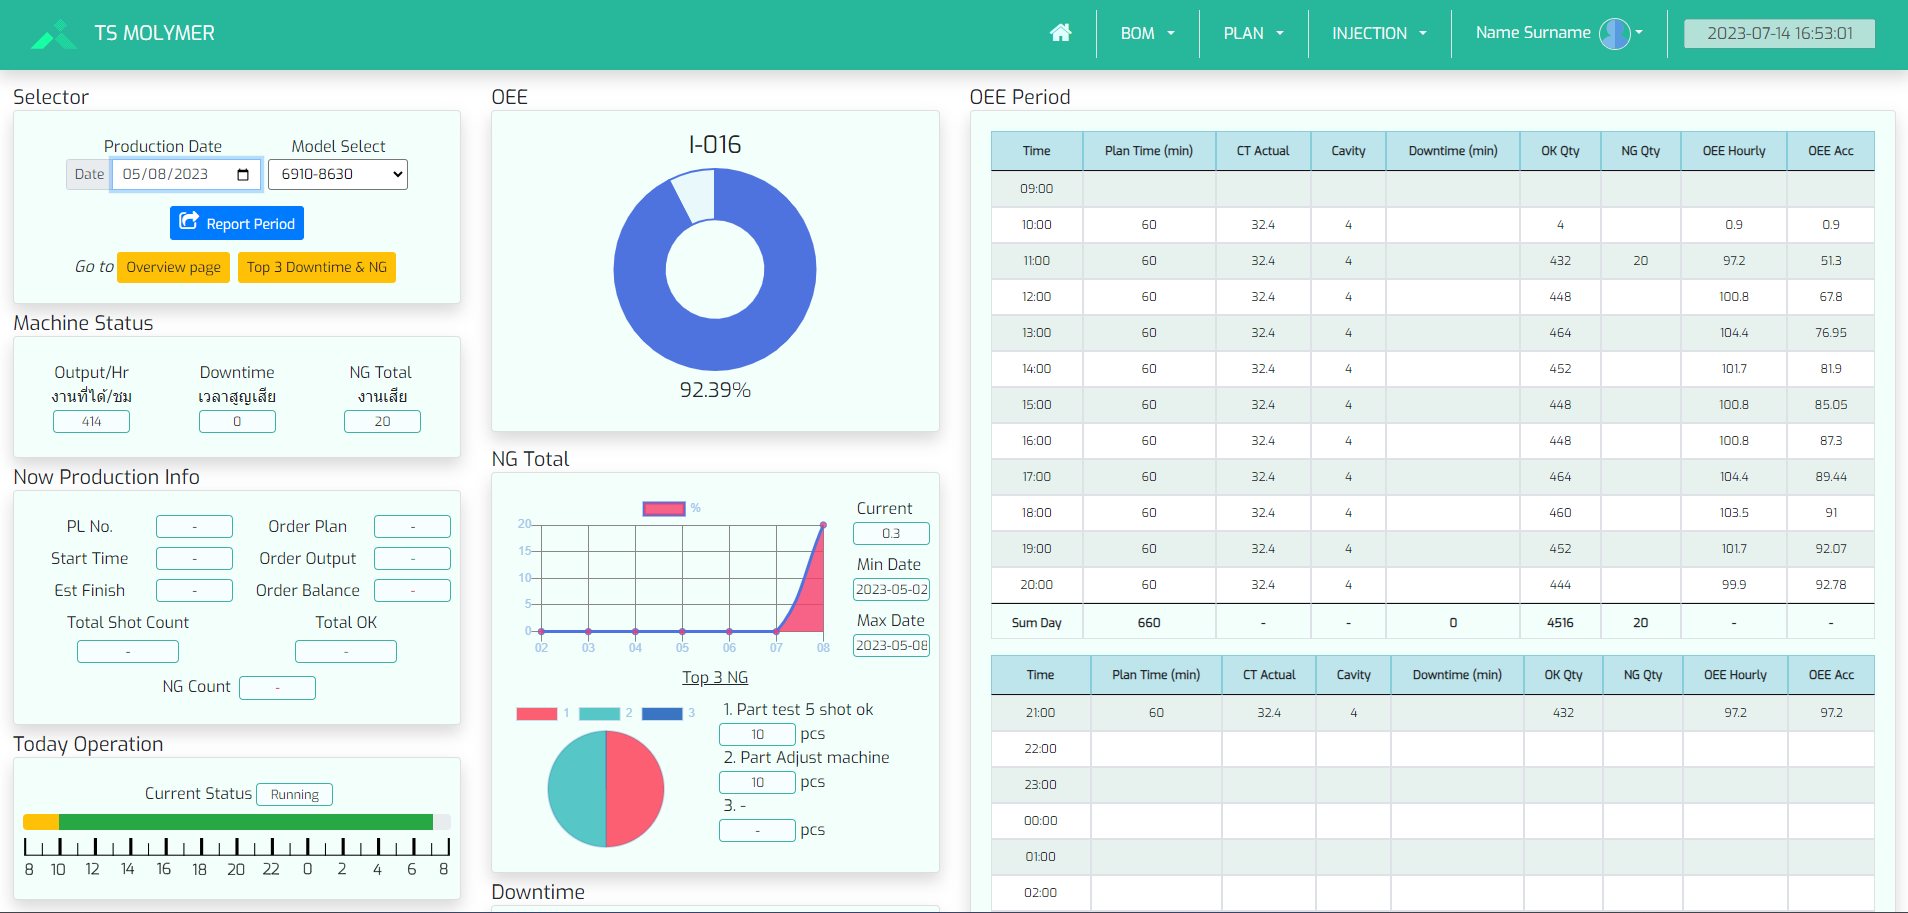 TS MOLYMER
BOM
PLAN
INJECTION
Name Surname
2023-07-14 16:53:01
Selector
Production Date
Model Select
Date 05/08/2023
6910-8630
Report Period
Go to Overview page Top 3 Downtime & NG
Machine Status
Output/Hr Downtime NG Total
งานที่ได้/ชม เวลาสูญเสีย งานเสีย
414 0 20
Now Production Info
PL No. - Order Plan -
Start Time - Order Output -
Est Finish - Order Balance -
Total Shot Count Total OK
- -
NG Count -
Today Operation
Current Status Running
8 10 12 14 16 18 20 22 0 2 4 6 8
OEE
I-016
92.39%
NG Total
%
20
15
10
5
0
02 03 04 05 06 07 08
Current
0.3
Min Date
2023-05-02
Max Date
2023-05-08
Top 3 NG
1 2 3
1. Part test 5 shot ok
10 pcs
2. Part Adjust machine
10 pcs
3. -
- pcs
Downtime
OEE Period
Time Plan Time (min) CT Actual Cavity Downtime (min) OK Qty NG Qty OEE Hourly OEE Acc
09:00
10:00 60 32.4 4 4 0.9 0.9
11:00 60 32.4 4 432 20 97.2 51.3
12:00 60 32.4 4 448 100.8 67.8
13:00 60 32.4 4 464 104.4 76.95
14:00 60 32.4 4 452 101.7 81.9
15:00 60 32.4 4 448 100.8 85.05
16:00 60 32.4 4 448 100.8 87.3
17:00 60 32.4 4 464 104.4 89.44
18:00 60 32.4 4 460 103.5 91
19:00 60 32.4 4 452 101.7 92.07
20:00 60 32.4 4 444 99.9 92.78
Sum Day 660 - - 0 4516 20 - -
Time Plan Time (min) CT Actual Cavity Downtime (min) OK Qty NG Qty OEE Hourly OEE Acc
21:00 60 32.4 4 432 97.2 97.2
22:00
23:00
00:00
01:00
02:00